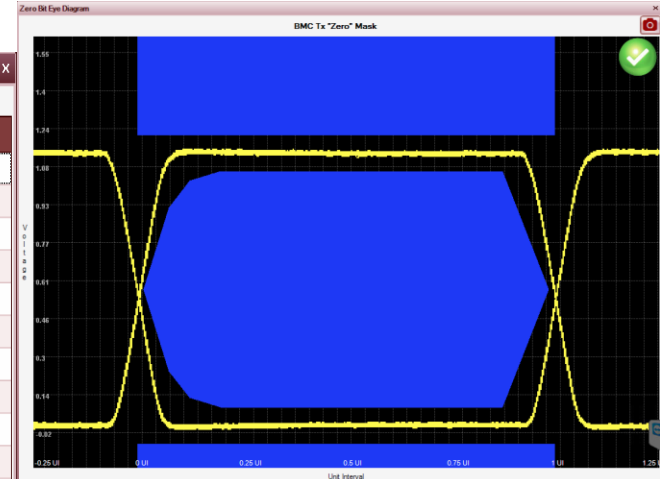 Zero Bit Eye Diagram
X
BMC Tx "Zero" Mask
1.55
1.4
1.24
1.08
0.93
0.77
Voltage
0.61
0.46
0.3
0.14
-0.02
-0.25 UI 0 UI 0.25 UI 0.5 UI 0.75 UI 1 UI 1.25
Unit Interval